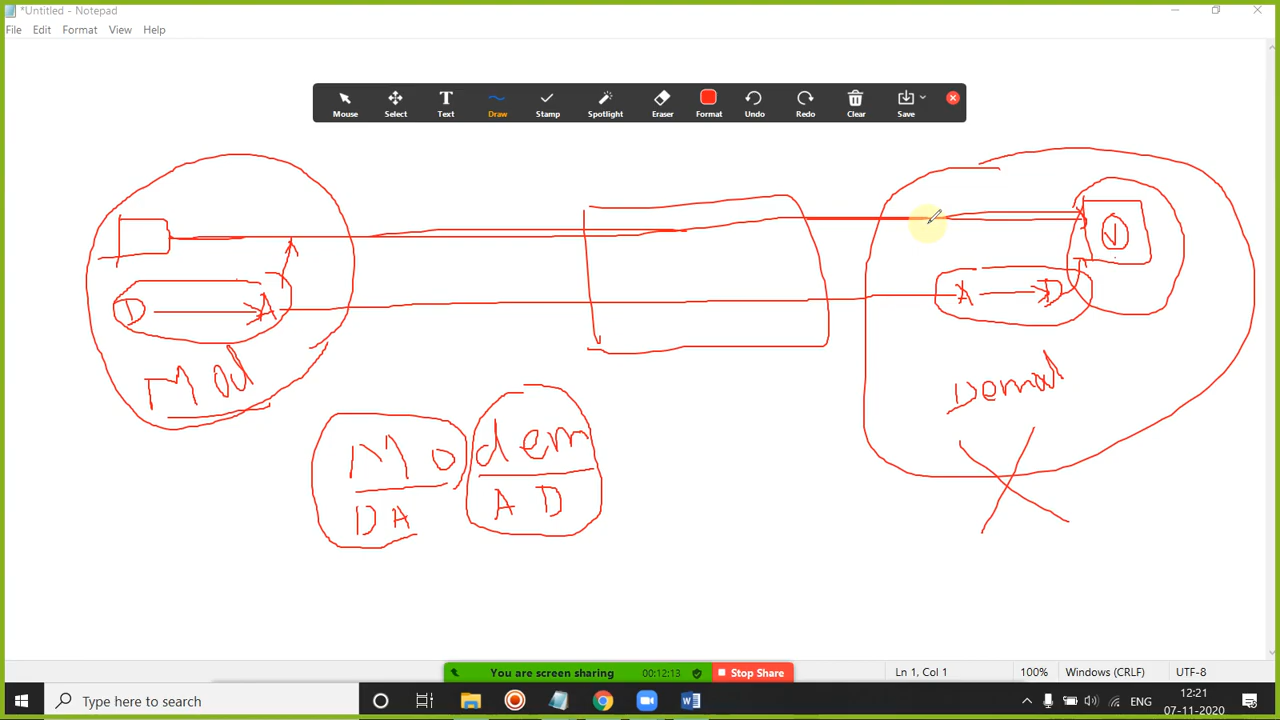 *Untitled - Notepad
File Edit Format View Help
Mouse Select Text Draw Stamp Spotlight Eraser Format Undo Redo Clear Save
D A
Mod
A D
D
Demod
Mo dem
DA AD
You are screen sharing 00:12:13 Stop Share
Ln 1, Col 1 100% Windows (CRLF) UTF-8
Type here to search
ENG
12:21
07-11-2020